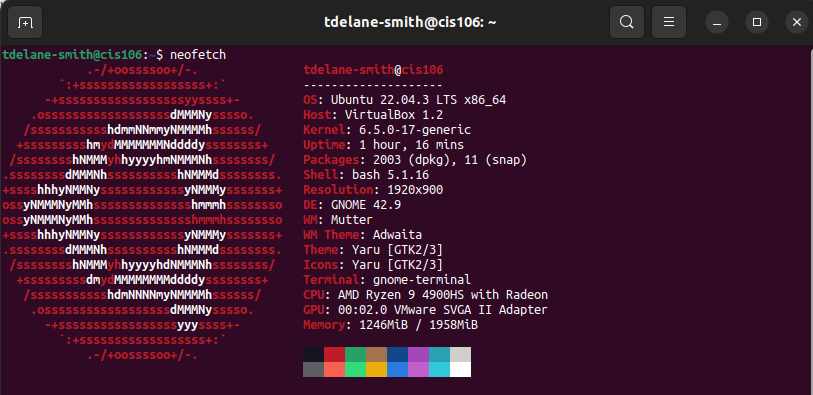 tdelane-smith@cis106: ~
tdelane-smith@cis106:~$ neofetch
            .-/+oossssoo+/-.               tdelane-smith@cis106
        `:+ssssssssssssssssss+:`           --------------------
      -+ssssssssssssssssssyyssss+-         OS: Ubuntu 22.04.3 LTS x86_64
    .ossssssssssssssssssdMMMNysssso.       Host: VirtualBox 1.2
   /ssssssssssshdmmNNmmyNMMMMhssssss/      Kernel: 6.5.0-17-generic
  +ssssssssshmydMMMMMMMNddddyssssssss+     Uptime: 1 hour, 16 mins
 /sssssssshNMMMyhhyyyyhmNMMMNhssssssss/    Packages: 2003 (dpkg), 11 (snap)
.ssssssssdMMMNhsssssssssshNMMMdssssssss.   Shell: bash 5.1.16
+sssshhhyNMMNyssssssssssssyNMMMysssssss+   Resolution: 1920x900
ossyNMMMNyMMhsssssssssssssshmmmhssssssso   DE: GNOME 42.9
ossyNMMMNyMMhsssssssssssssshmmmhssssssso   WM: Mutter
+sssshhhyNMMNyssssssssssssyNMMMysssssss+   WM Theme: Adwaita
.ssssssssdMMMNhsssssssssshNMMMdssssssss.   Theme: Yaru [GTK2/3]
 /sssssssshNMMMyhhyyyyhdNMMMNhssssssss/    Icons: Yaru [GTK2/3]
  +sssssssssdmydMMMMMMMMddddyssssssss+     Terminal: gnome-terminal
   /ssssssssssshdmNNNNmyNMMMMhssssss/      CPU: AMD Ryzen 9 4900HS with Radeon
    .ossssssssssssssssssdMMMNysssso.       GPU: 00:02.0 VMware SVGA II Adapter
      -+sssssssssssssssssyyyssss+-         Memory: 1246MiB / 1958MiB
        `:+ssssssssssssssssss+:`
            .-/+oossssoo+/-.